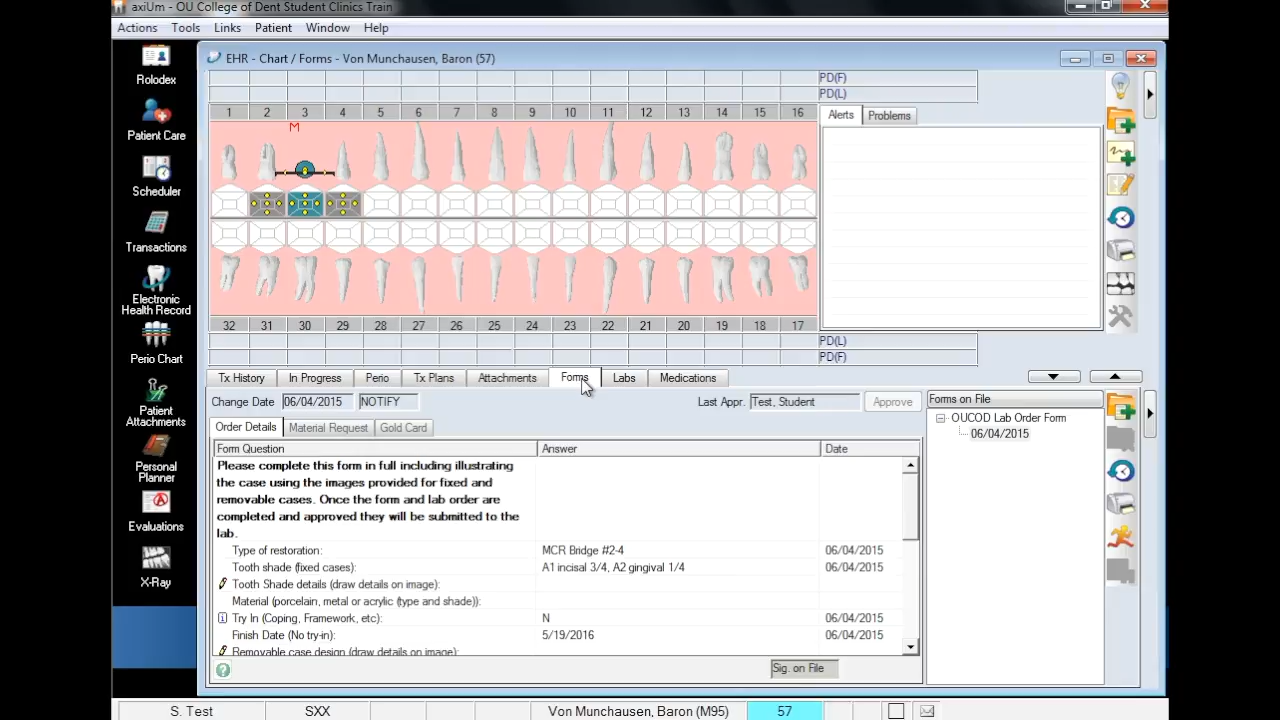 axiUm - OU College of Dent Student Clinics Train
Actions Tools Links Patient Window Help
Rolodex
Patient Care
Scheduler
Transactions
Electronic
Health Record
Perio Chart
Patient
Attachments
Personal
Planner
Evaluations
X-Ray
EHR - Chart / Forms - Von Munchausen, Baron (57)
PD(F)
PD(L)
1 2 3 4 5 6 7 8 9 10 11 12 13 14 15 16
M
32 31 30 29 28 27 26 25 24 23 22 21 20 19 18 17
PD(L)
PD(F)
Alerts Problems
Tx History In Progress Perio Tx Plans Attachments Forms Labs Medications
Change Date 06/04/2015 NOTIFY Last Appr. Test, Student Approve
Order Details Material Request Gold Card
Form Question Answer Date
Please complete this form in full including illustrating
the case using the images provided for fixed and
removable cases. Once the form and lab order are
completed and approved they will be submitted to the
lab.
Type of restoration: MCR Bridge #2-4 06/04/2015
Tooth shade (fixed cases): A1 incisal 3/4, A2 gingival 1/4 06/04/2015
Tooth Shade details (draw details on image):
Material (porcelain, metal or acrylic (type and shade)):
Try In (Coping, Framework, etc): N 06/04/2015
Finish Date (No try-in): 5/19/2016 06/04/2015
Removable case design (draw details on image):
Sig. on File
Forms on File
OUCOD Lab Order Form
06/04/2015
S. Test SXX Von Munchausen, Baron (M95) 57